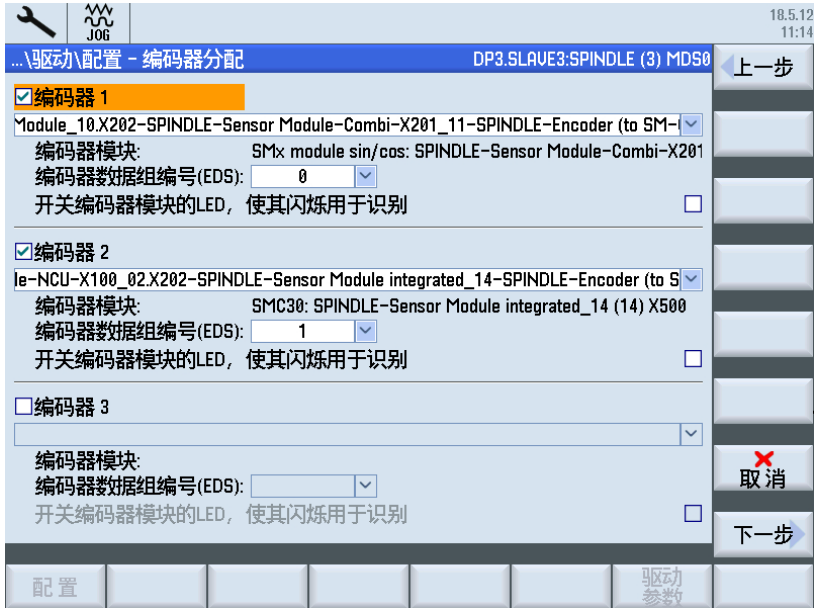 JOG
18.5.12
11:14
...\驱动\配置 - 编码器分配
DP3.SLAVE3:SPINDLE (3) MDS0
上一步
编码器 1
Module_10.X202-SPINDLE-Sensor Module-Combi-X201_11-SPINDLE-Encoder (to SM-
编码器模块:
SMx module sin/cos: SPINDLE-Sensor Module-Combi-X201
编码器数据组编号(EDS):
0
开关编码器模块的LED，使其闪烁用于识别
编码器 2
le-NCU-X100_02.X202-SPINDLE-Sensor Module integrated_14-SPINDLE-Encoder (to S
编码器模块:
SMC30: SPINDLE-Sensor Module integrated_14 (14) X500
编码器数据组编号(EDS):
1
开关编码器模块的LED，使其闪烁用于识别
编码器 3
编码器模块:
编码器数据组编号(EDS):
开关编码器模块的LED，使其闪烁用于识别
取消
下一步
配置
驱动
参数